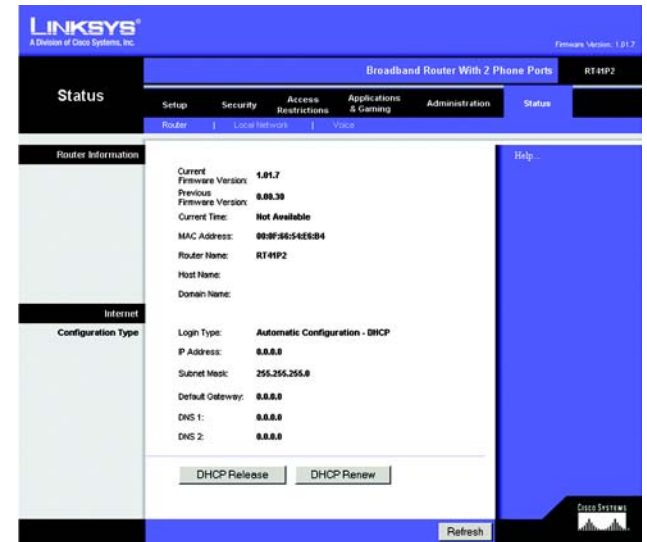 LINKSYS®
A Division of Cisco Systems, Inc.
Firmware Version: 1.01.7
Broadband Router With 2 Phone Ports
RT41P2
Status
Setup
Security
Access Restrictions
Applications & Gaming
Administration
Status
Router | Local Network | Voice
Router Information
Help...
Current Firmware Version: 1.01.7
Previous Firmware Version: 0.00.30
Current Time: Not Available
MAC Address: 00:0F:66:54:E6:B4
Router Name: RT41P2
Host Name:
Domain Name:
Internet
Configuration Type
Login Type: Automatic Configuration - DHCP
IP Address: 0.0.0.0
Subnet Mask: 255.255.255.0
Default Gateway: 0.0.0.0
DNS 1: 0.0.0.0
DNS 2: 0.0.0.0
DHCP Release
DHCP Renew
Refresh
CISCO SYSTEMS